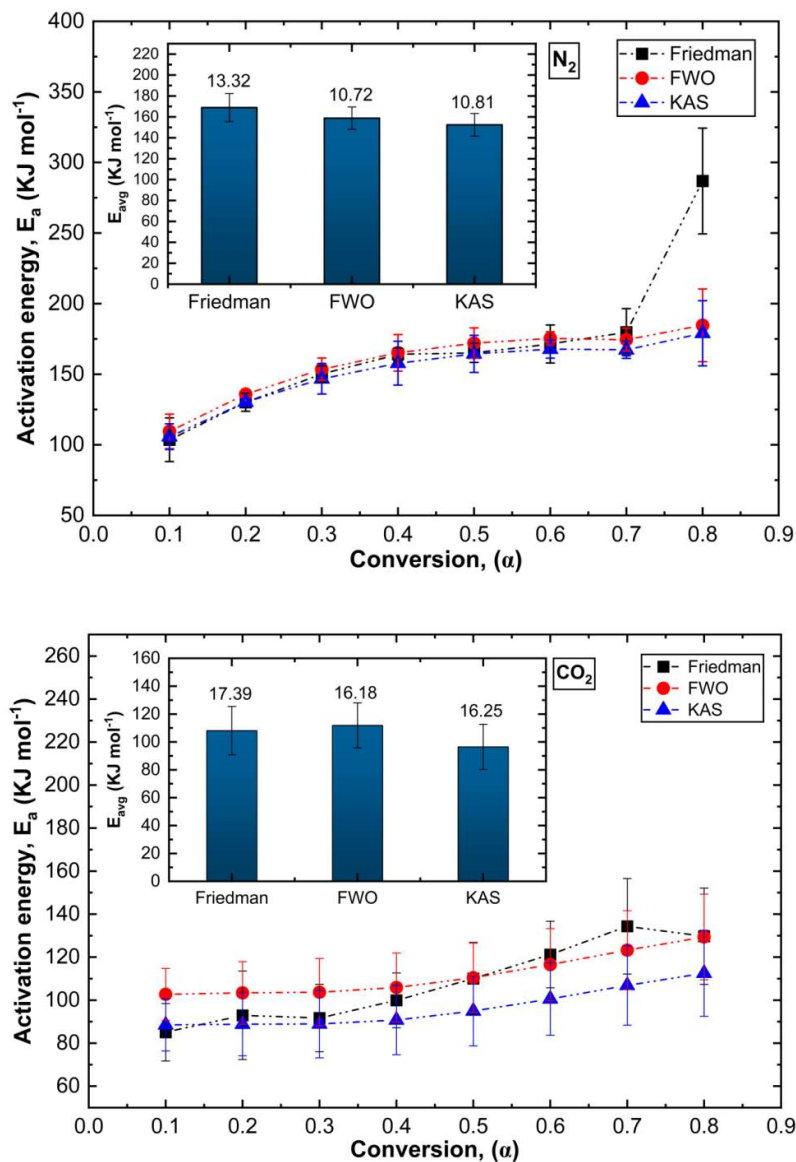 400
350
300
250
200
150
100
50
Activation energy, Eₐ (KJ mol⁻¹)
220
200
180
160
140
120
100
80
60
40
20
0
E_avg (KJ mol⁻¹)
13.32
10.72
10.81
Friedman
FWO
KAS
N₂
Friedman
FWO
KAS
0.0 0.1 0.2 0.3 0.4 0.5 0.6 0.7 0.8 0.9
Conversion, (α)
260
240
220
200
180
160
140
120
100
80
60
Activation energy, Eₐ (KJ mol⁻¹)
160
140
120
100
80
60
40
20
0
E_avg (KJ mol⁻¹)
17.39
16.18
16.25
Friedman
FWO
KAS
CO₂
Friedman
FWO
KAS
0.0 0.1 0.2 0.3 0.4 0.5 0.6 0.7 0.8 0.9
Conversion, (α)